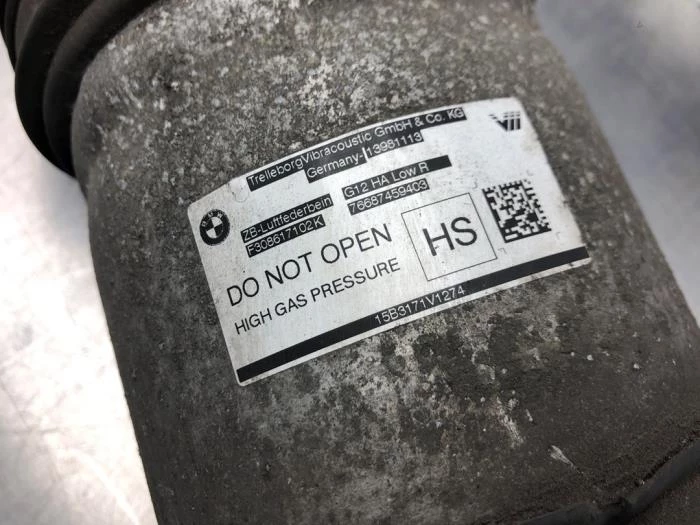 TrelleborgVibracoustic GmbH & Co. KG
Germany- 13981113
ZB-Luftfederbein G12 HA Low R
F308617102K 76687459403
DO NOT OPEN
HIGH GAS PRESSURE
HS
15B3171V1274